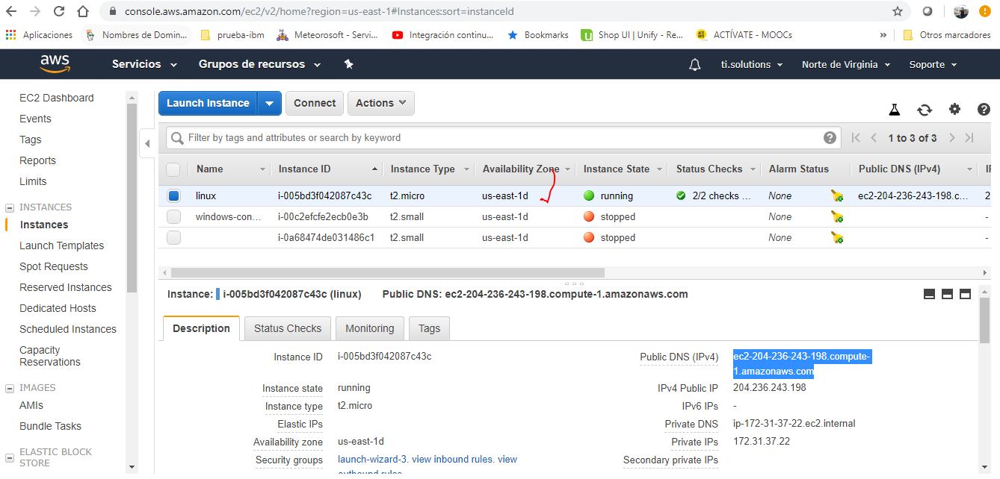 console.aws.amazon.com/ec2/v2/home?region=us-east-1#Instances:sort=instanceId
Aplicaciones Nombres de Domin... prueba-ibm Meteorosoft - Servi... Integración continu... Bookmarks Shop UI | Unify - Re... ACTÍVATE - MOOCs » Otros marcadores
aws Servicios Grupos de recursos ti.solutions Norte de Virginia Soporte
EC2 Dashboard
Events
Tags
Reports
Limits
INSTANCES
Instances
Launch Templates
Spot Requests
Reserved Instances
Dedicated Hosts
Scheduled Instances
Capacity
Reservations
IMAGES
AMIs
Bundle Tasks
ELASTIC BLOCK
STORE
Launch Instance Connect Actions
Filter by tags and attributes or search by keyword 1 to 3 of 3
Name Instance ID Instance Type Availability Zone Instance State Status Checks Alarm Status Public DNS (IPv4)
linux i-005bd3f042087c43c t2.micro us-east-1d running 2/2 checks ... None ec2-204-236-243-198.c... 2
windows-con... i-00c2efcfe2ecb0e3b t2.small us-east-1d stopped None -
i-0a68474de031486c1 t2.small us-east-1d stopped None -
Instance: i-005bd3f042087c43c (linux) Public DNS: ec2-204-236-243-198.compute-1.amazonaws.com
Description Status Checks Monitoring Tags
Instance ID i-005bd3f042087c43c
Instance state running
Instance type t2.micro
Elastic IPs
Availability zone us-east-1d
Security groups launch-wizard-3. view inbound rules. view
outbound rules
Public DNS (IPv4) ec2-204-236-243-198.compute-
1.amazonaws.com
IPv4 Public IP 204.236.243.198
IPv6 IPs -
Private DNS ip-172-31-37-22.ec2.internal
Private IPs 172.31.37.22
Secondary private IPs